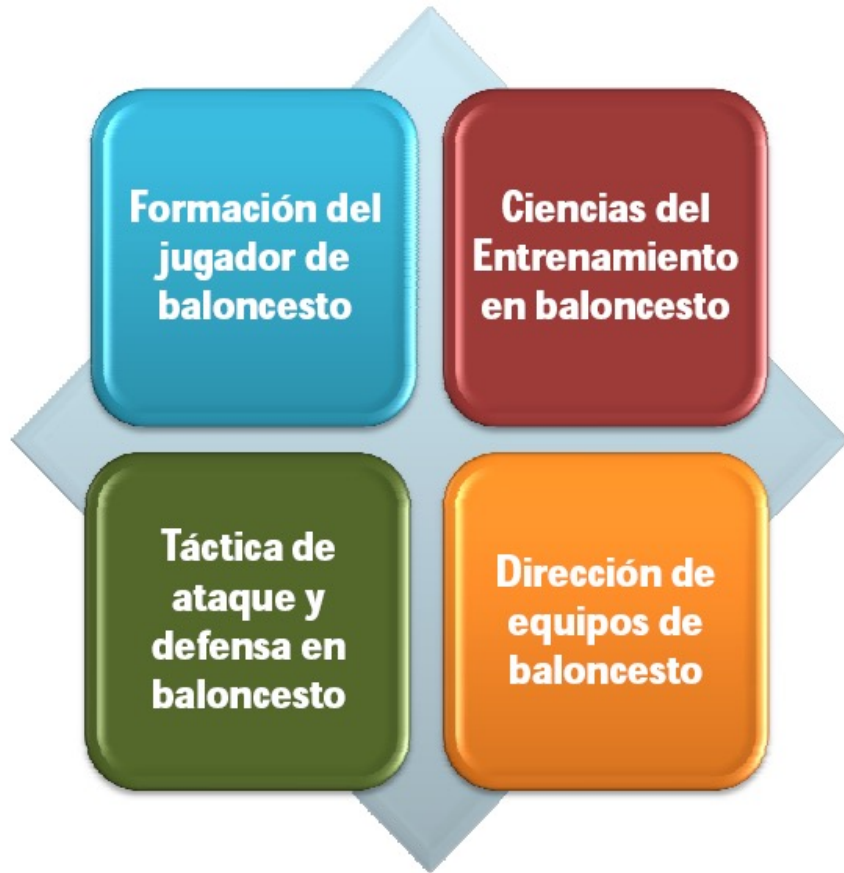 Formación del
jugador de
baloncesto
Ciencias del
Entrenamiento
en baloncesto
Táctica de
ataque y
defensa en
baloncesto
Dirección de
equipos de
baloncesto